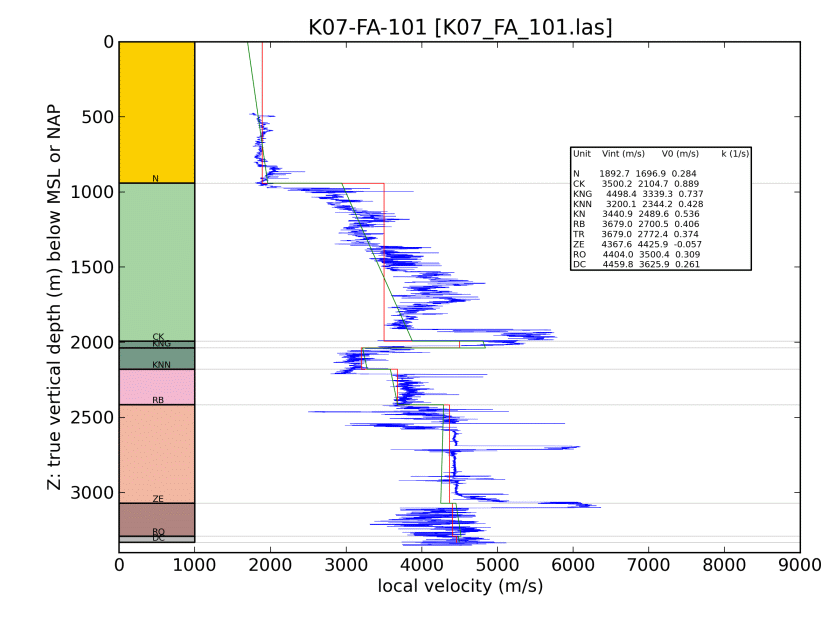 K07-FA-101 [K07_FA_101.las]
Z: true vertical depth (m) below MSL or NAP
0
500
1000
1500
2000
2500
3000
N
CK
KNG
KNN
RB
ZE
RO
DC
Unit Vint (m/s) V0 (m/s) k (1/s)
N 1892.7 1696.9 0.284
CK 3500.2 2104.7 0.889
KNG 4498.4 3339.3 0.737
KNN 3200.1 2344.2 0.428
KN 3440.9 2489.6 0.536
RB 3679.0 2700.5 0.406
TR 3679.0 2772.4 0.374
ZE 4367.6 4425.9 -0.057
RO 4404.0 3500.4 0.309
DC 4459.8 3625.9 0.261
0 1000 2000 3000 4000 5000 6000 7000 8000 9000
local velocity (m/s)